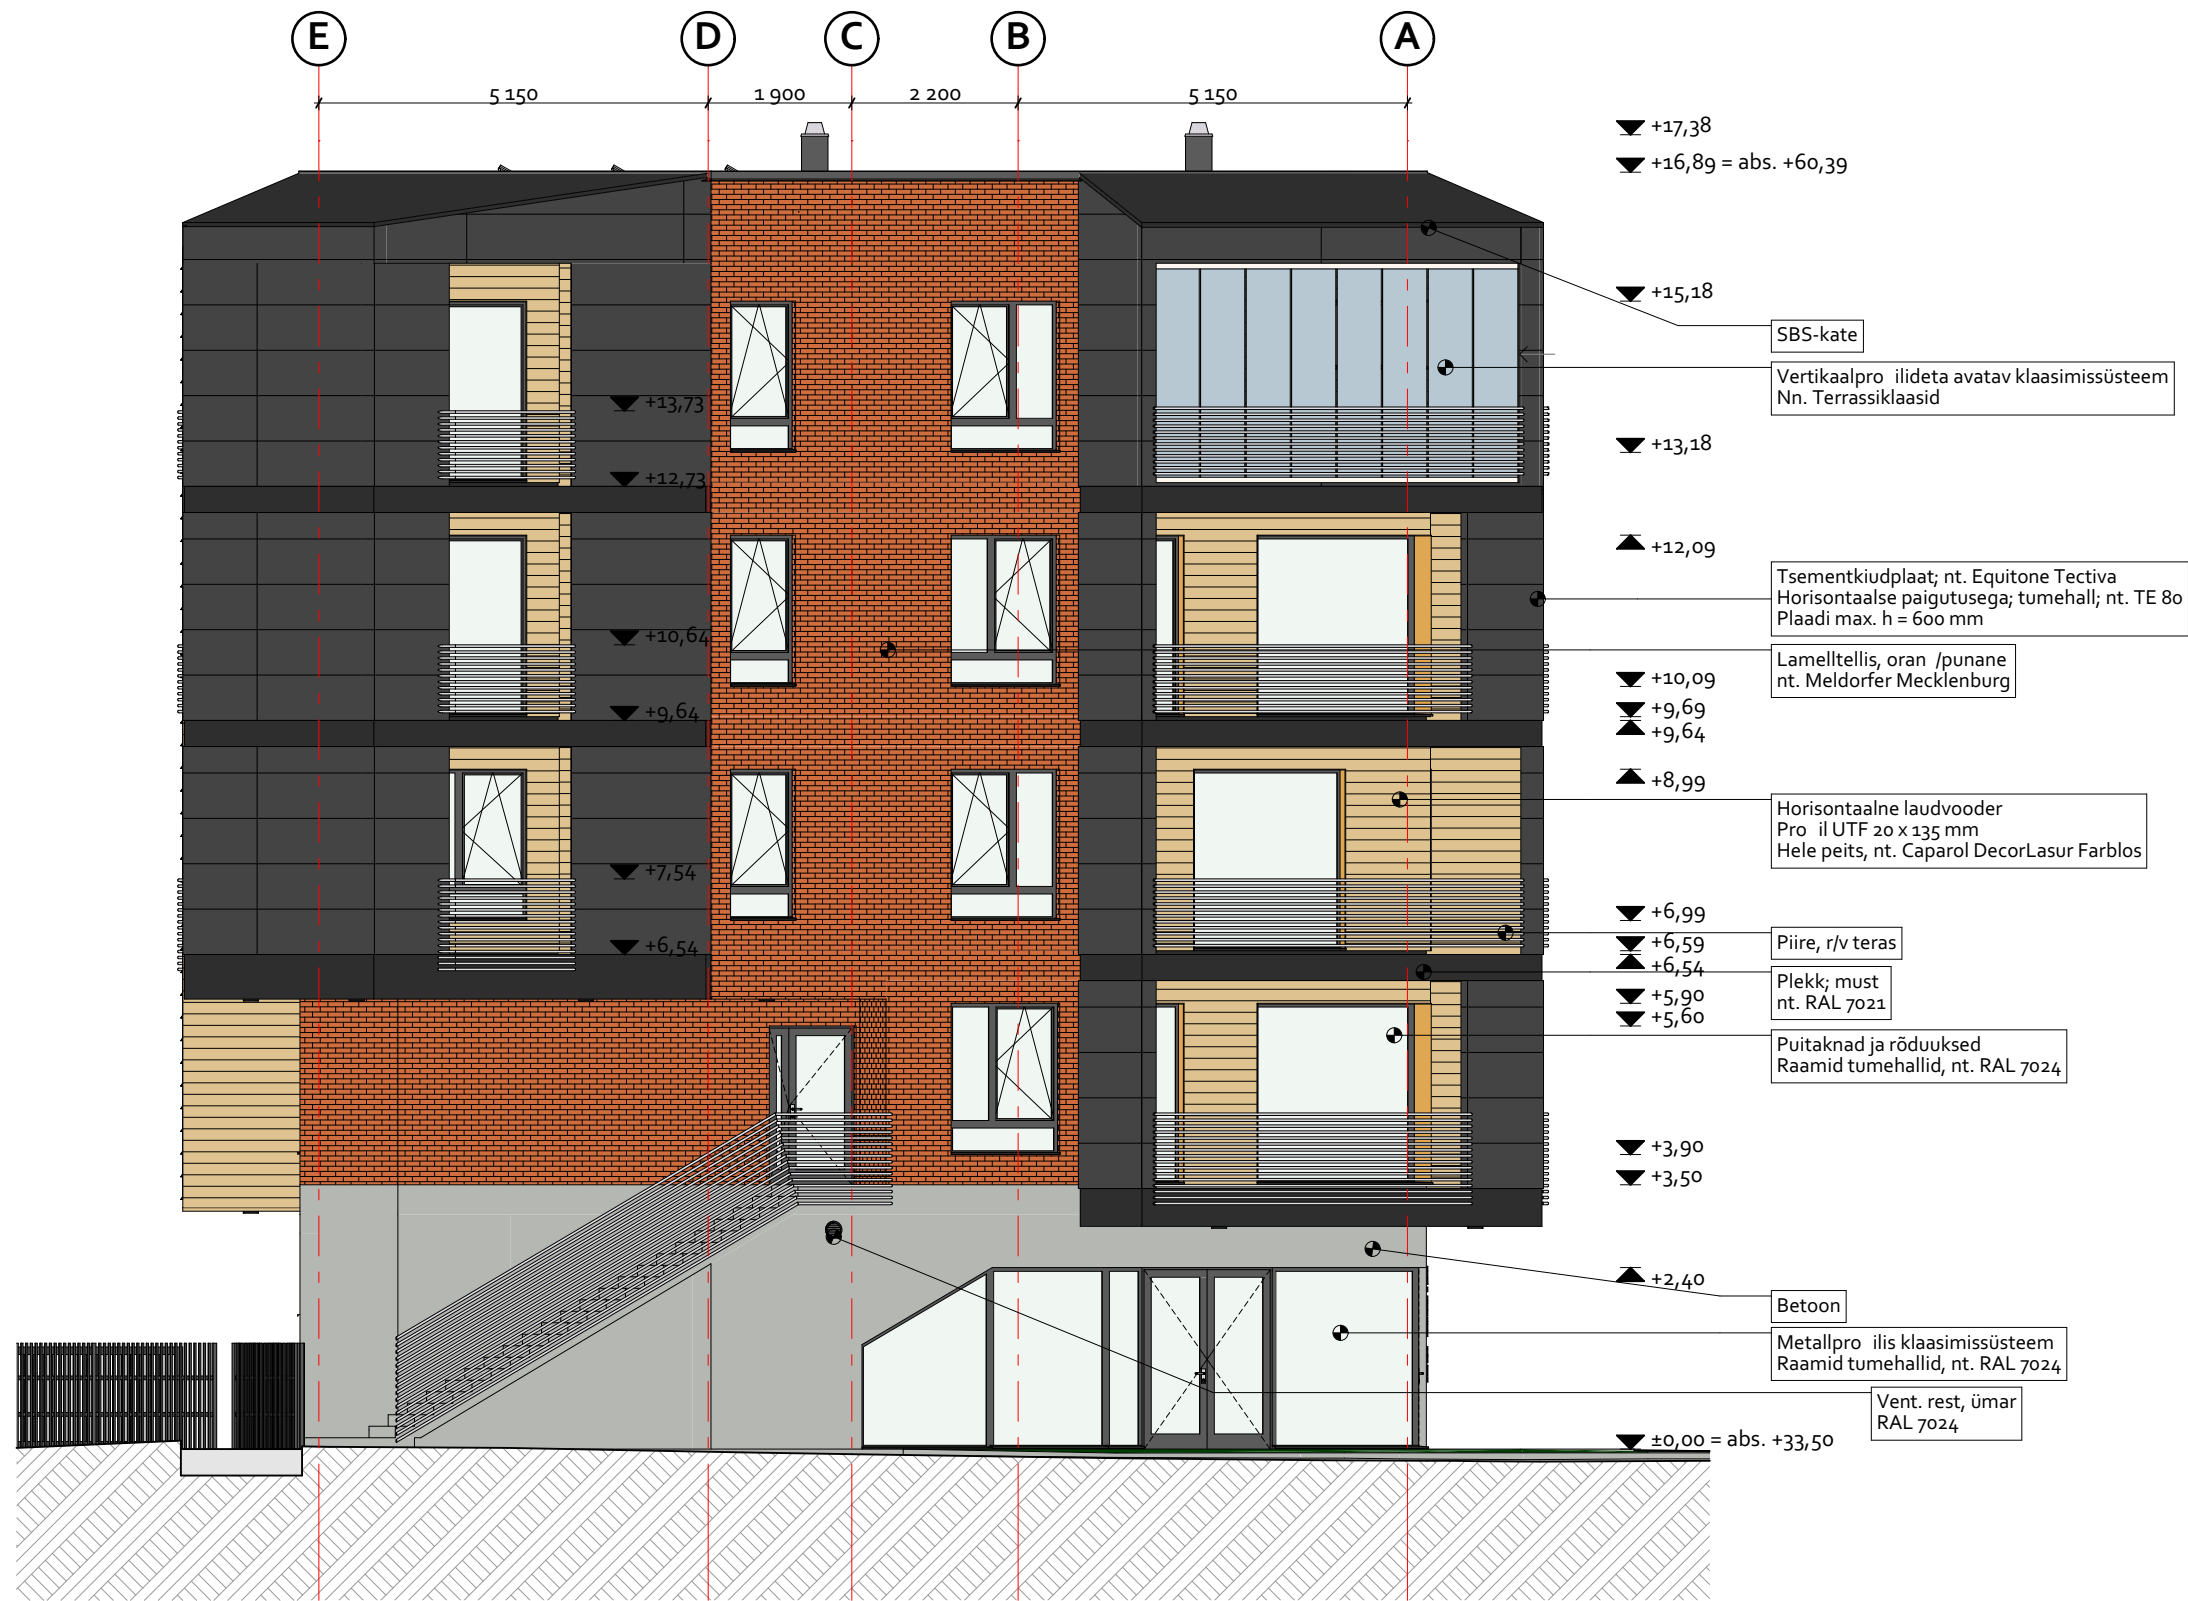 E D C B A
5 150 1 900 2 200 5 150
+17,38
+16,89 = abs. +60,39
+15,18
SBS-kate
Vertikaalpro ilideta avatav klaasimissüsteem
Nn. Terrassiklaasid
+13,73
+13,18
+12,73
+12,09
Tsementkiudplaat; nt. Equitone Tectiva
Horisontaalse paigutusega; tumehall; nt. TE 80
Plaadi max. h = 600 mm
+10,64
Lamelltellis, oran /punane
nt. Meldorfer Mecklenburg
+10,09
+9,64
+9,69
+9,64
+8,99
Horisontaalne laudvooder
Pro il UTF 20 x 135 mm
Hele peits, nt. Caparol DecorLasur Farblos
+7,54
+6,99
+6,54
+6,59
Piire, r/v teras
+6,54
Plekk; must
nt. RAL 7021
+5,90
+5,60
Puitaknad ja rõduuksed
Raamid tumehallid, nt. RAL 7024
+3,90
+3,50
+2,40
Betoon
Metallpro ilis klaasimissüsteem
Raamid tumehallid, nt. RAL 7024
Vent. rest, ümar
RAL 7024
±0,00 = abs. +33,50